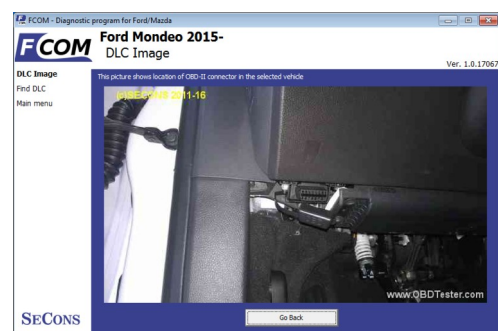 FCOM - Diagnostic program for Ford/Mazda
FCOM
Ford Mondeo 2015-
DLC Image
Ver. 1.0.17067
DLC Image
Find DLC
Main menu
This picture shows location of OBD-II connector in the selected vehicle
(c)SECONS 2011-16
www.OBDTester.com
SECONS
Go Back